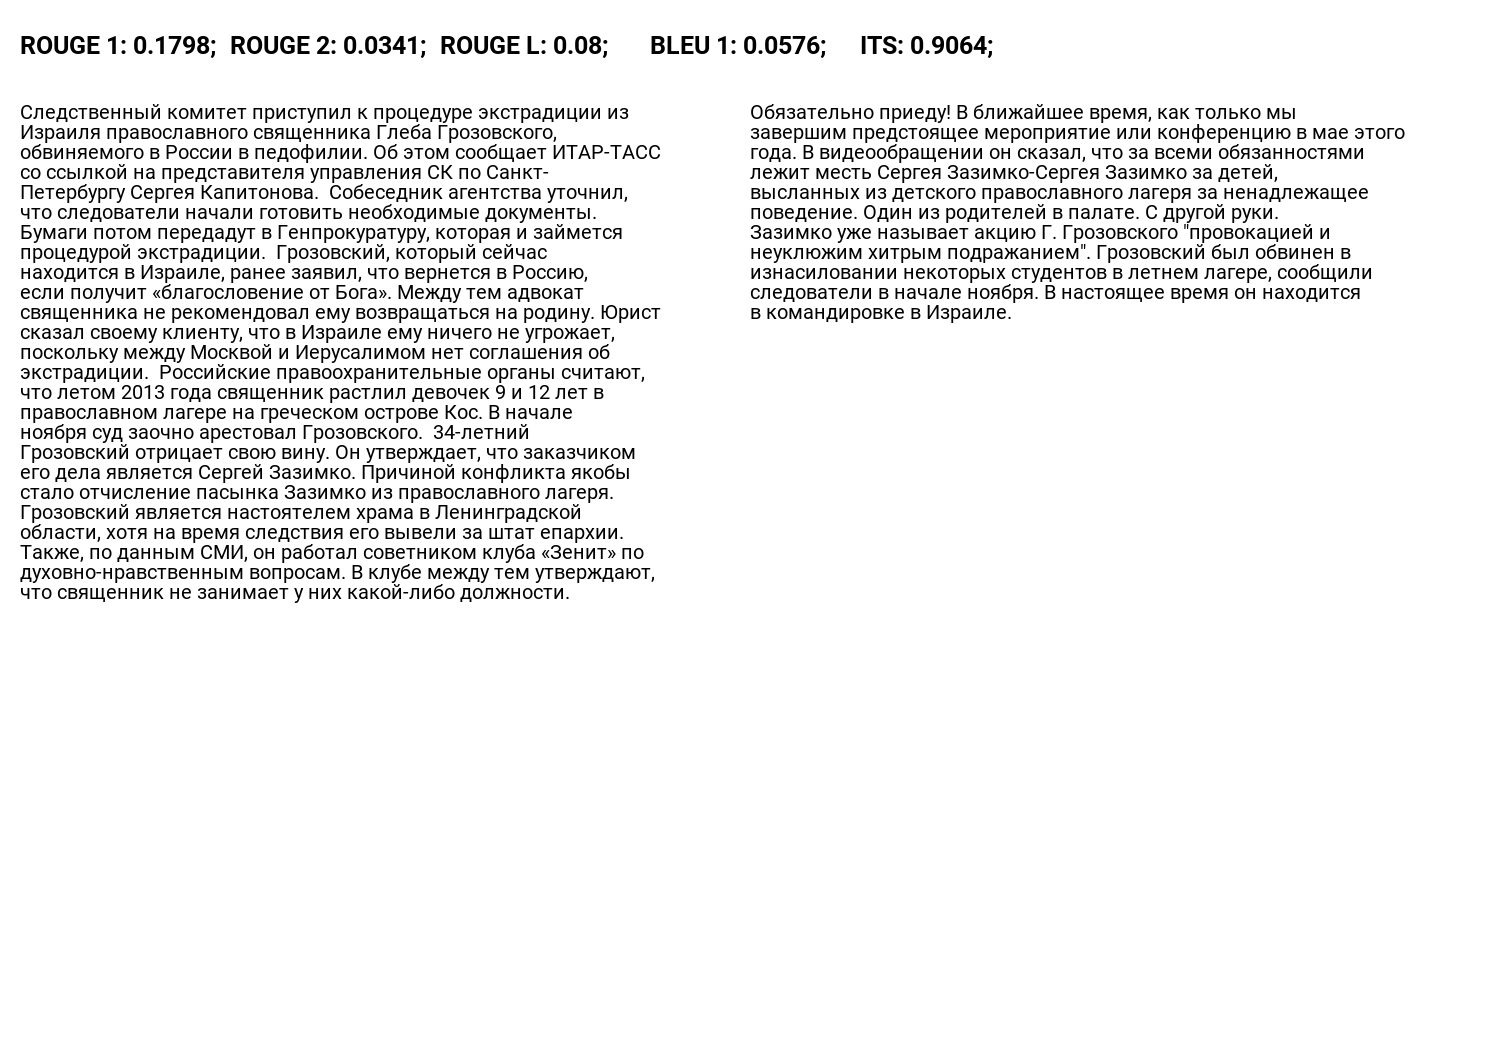 ROUGE 1: 0.1798;  ROUGE 2: 0.0341;  ROUGE L: 0.08;      BLEU 1: 0.0576;     ITS: 0.9064;
Следственный комитет приступил к процедуре экстрадиции из
Израиля православного священника Глеба Грозовского,
обвиняемого в России в педофилии. Об этом сообщает ИТАР-ТАСС
со ссылкой на представителя управления СК по Санкт-
Петербургу Сергея Капитонова.  Собеседник агентства уточнил,
что следователи начали готовить необходимые документы.
Бумаги потом передадут в Генпрокуратуру, которая и займется
процедурой экстрадиции.  Грозовский, который сейчас
находится в Израиле, ранее заявил, что вернется в Россию,
если получит «благословение от Бога». Между тем адвокат
священника не рекомендовал ему возвращаться на родину. Юрист
сказал своему клиенту, что в Израиле ему ничего не угрожает,
поскольку между Москвой и Иерусалимом нет соглашения об
экстрадиции.  Российские правоохранительные органы считают,
что летом 2013 года священник растлил девочек 9 и 12 лет в
православном лагере на греческом острове Кос. В начале
ноября суд заочно арестовал Грозовского.  34-летний
Грозовский отрицает свою вину. Он утверждает, что заказчиком
его дела является Сергей Зазимко. Причиной конфликта якобы
стало отчисление пасынка Зазимко из православного лагеря.
Грозовский является настоятелем храма в Ленинградской
области, хотя на время следствия его вывели за штат епархии.
Также, по данным СМИ, он работал советником клуба «Зенит» по
духовно-нравственным вопросам. В клубе между тем утверждают,
что священник не занимает у них какой-либо должности.
Обязательно приеду! В ближайшее время, как только мы
завершим предстоящее мероприятие или конференцию в мае этого
года. В видеообращении он сказал, что за всеми обязанностями
лежит месть Сергея Зазимко-Сергея Зазимко за детей,
высланных из детского православного лагеря за ненадлежащее
поведение. Один из родителей в палате. С другой руки.
Зазимко уже называет акцию Г. Грозовского "провокацией и
неуклюжим хитрым подражанием". Грозовский был обвинен в
изнасиловании некоторых студентов в летнем лагере, сообщили
следователи в начале ноября. В настоящее время он находится
в командировке в Израиле.